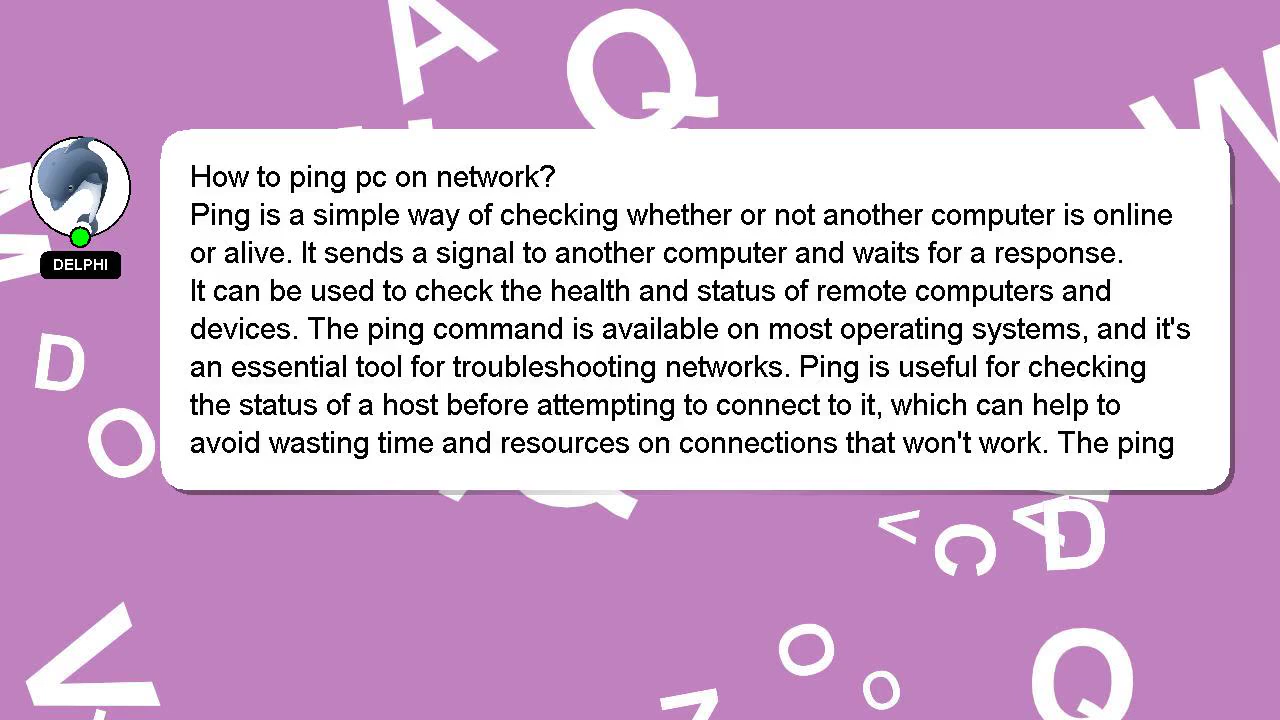 How to ping pc on network?
Ping is a simple way of checking whether or not another computer is online
or alive. It sends a signal to another computer and waits for a response.
It can be used to check the health and status of remote computers and
devices. The ping command is available on most operating systems, and it's
an essential tool for troubleshooting networks. Ping is useful for checking
the status of a host before attempting to connect to it, which can help to
avoid wasting time and resources on connections that won't work. The ping
DELPHI
A
Q
W
D
O
V
C
A
D
V
O
O
Q
Z